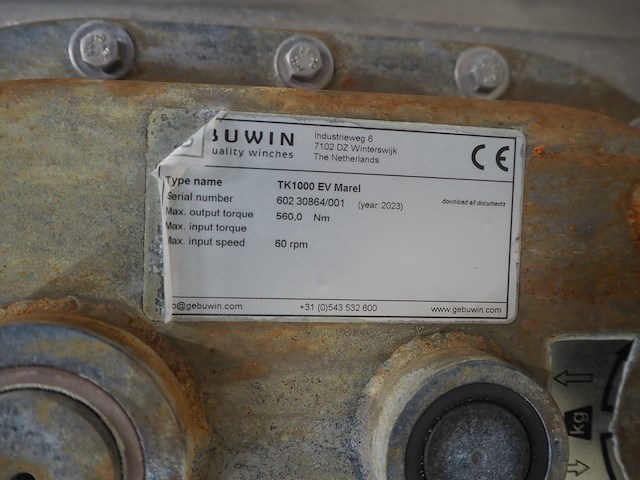 BUWIN
uality winches
Industrieweg 6
7102 DZ Winterswijk
The Netherlands
CE
Type name TK1000 EV Marel
Serial number 602 30864/001 (year: 2023) download all documents
Max. output torque 560,0 Nm
Max. input torque
Max. input speed 60 rpm
o@gebuwin.com +31 (0)543 532 600 www.gebuwin.com
kg